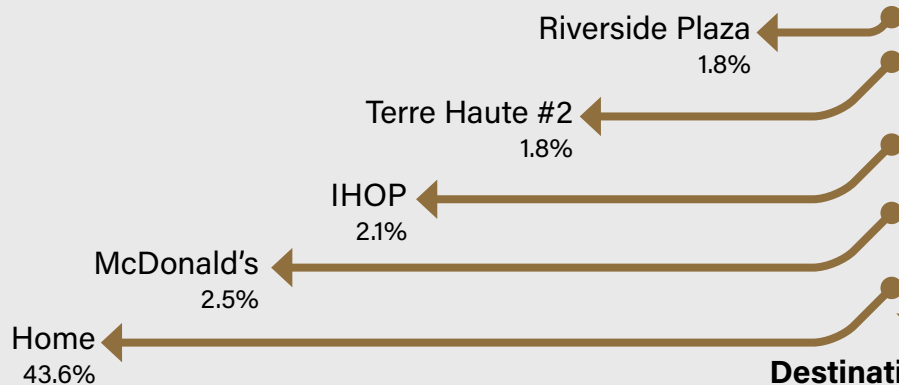 Riverside Plaza
1.8%
Terre Haute #2
1.8%
IHOP
2.1%
McDonald's
2.5%
Home
43.6%